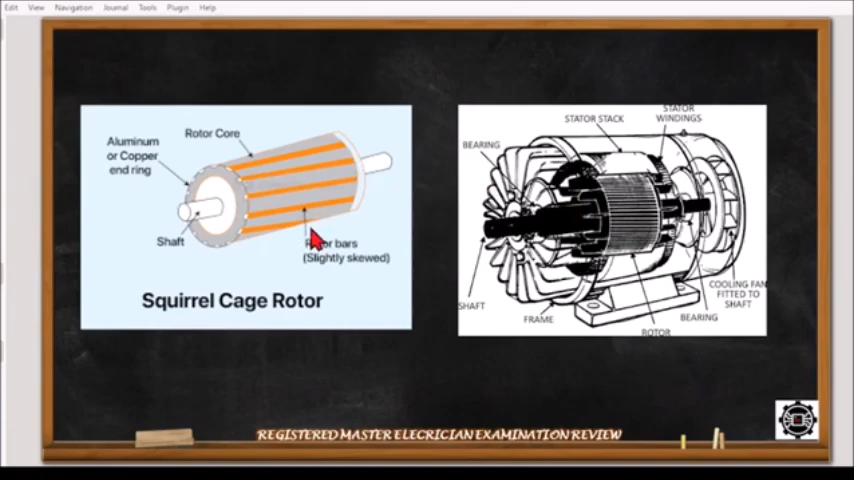 Edit View Navigation Journal Tools Plugin Help
Rotor Core
Aluminum
or Copper
end ring
Shaft
bars
(Slightly skewed)
Squirrel Cage Rotor
STATOR
WINDINGS
STATOR STACK
BEARING
SHAFT
FRAME
ROTOR
BEARING
COOLING FAN
FITTED TO
SHAFT
REGISTERED MASTER ELECRICIAN EXAMINATION REVIEW